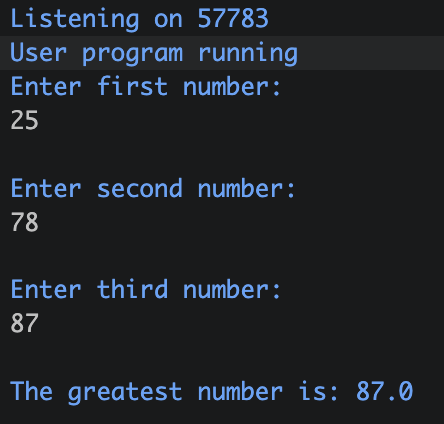 Listening on 57783
User program running
Enter first number:
25
Enter second number:
78
Enter third number:
87
The greatest number is: 87.0